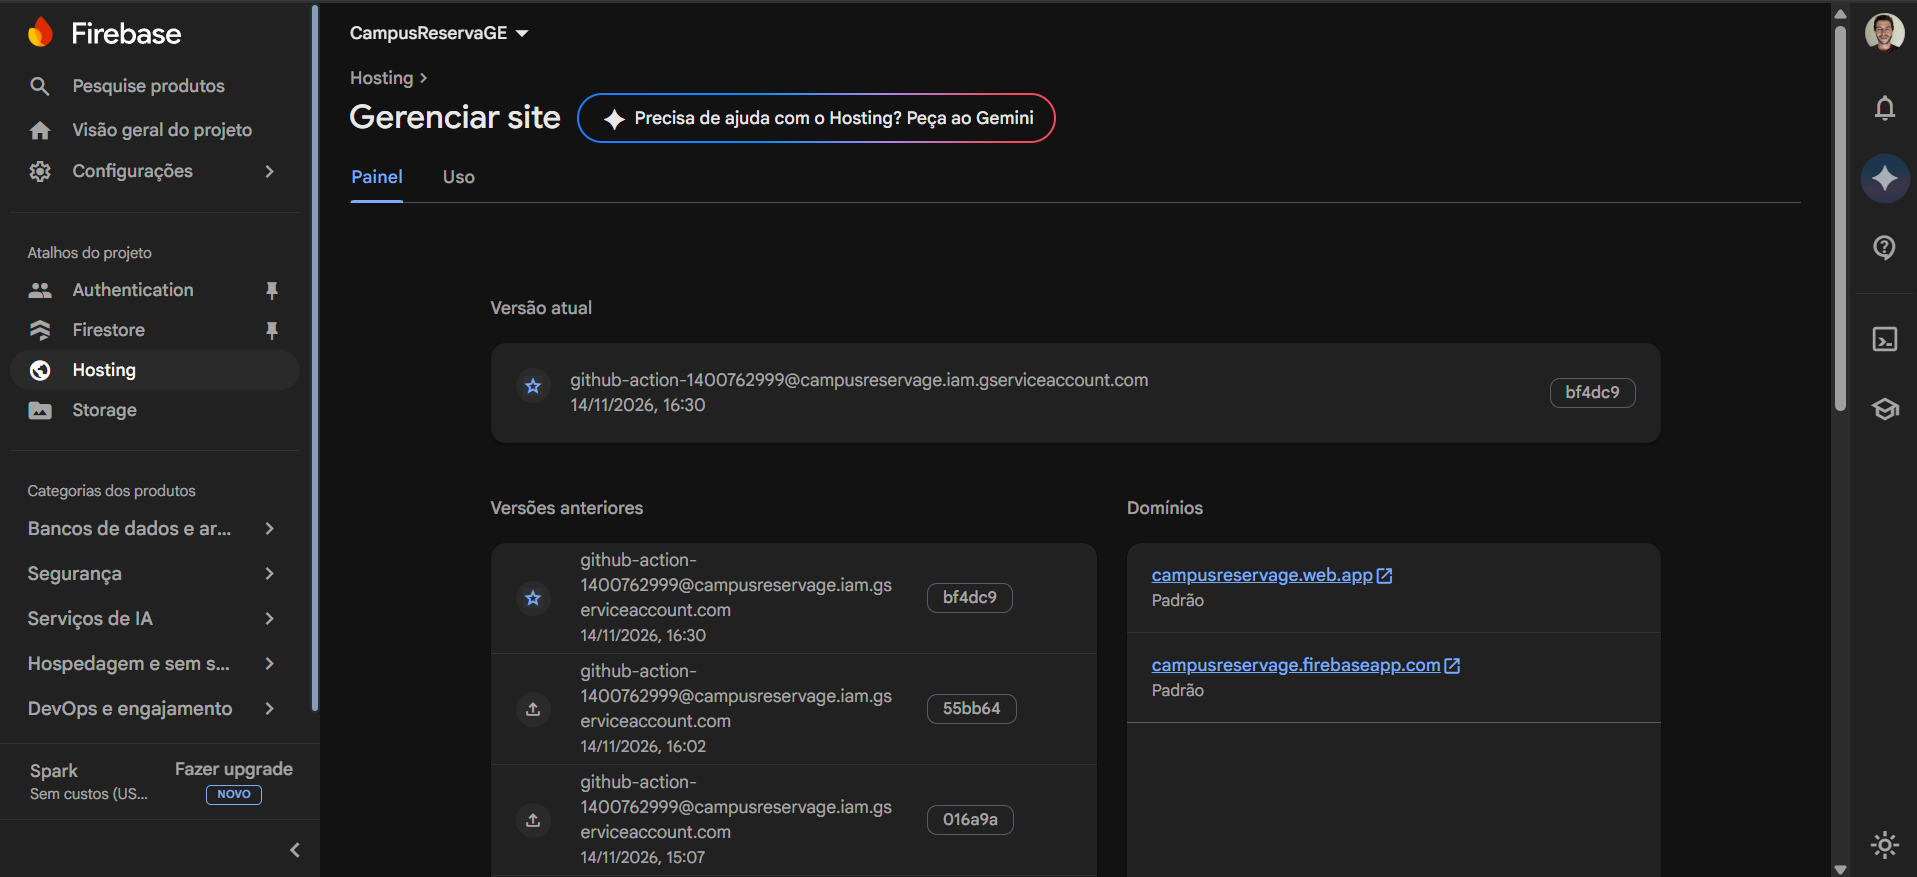 Firebase
Pesquise produtos
Visão geral do projeto
Configurações
Atalhos do projeto
Authentication
Firestore
Hosting
Storage
Categorias dos produtos
Bancos de dados e ar...
Segurança
Serviços de IA
Hospedagem e sem s...
DevOps e engajamento
Spark
Sem custos (US...
Fazer upgrade
NOVO
CampusReservaGE
Hosting
Gerenciar site
Precisa de ajuda com o Hosting? Peça ao Gemini
Painel
Uso
Versão atual
github-action-1400762999@campusreservage.iam.gserviceaccount.com
14/11/2026, 16:30
bf4dc9
Versões anteriores
github-action-
1400762999@campusreservage.iam.gs
erviceaccount.com
14/11/2026, 16:30
bf4dc9
github-action-
1400762999@campusreservage.iam.gs
erviceaccount.com
14/11/2026, 16:02
55bb64
github-action-
1400762999@campusreservage.iam.gs
erviceaccount.com
14/11/2026, 15:07
016a9a
Domínios
campusreservage.web.app
Padrão
campusreservage.firebaseapp.com
Padrão